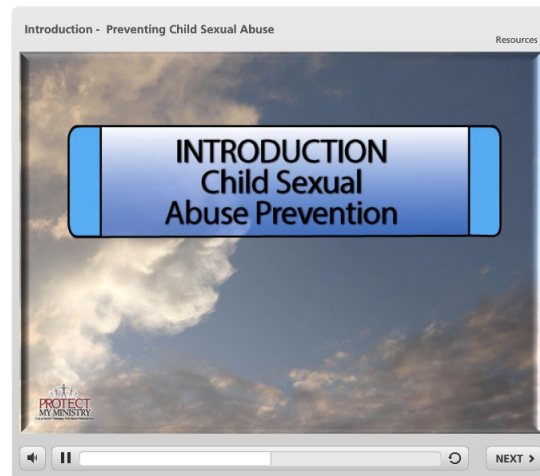 Introduction - Preventing Child Sexual Abuse
Resources
INTRODUCTION
Child Sexual
Abuse Prevention
PROTECT
MY MINISTRY
NEXT >